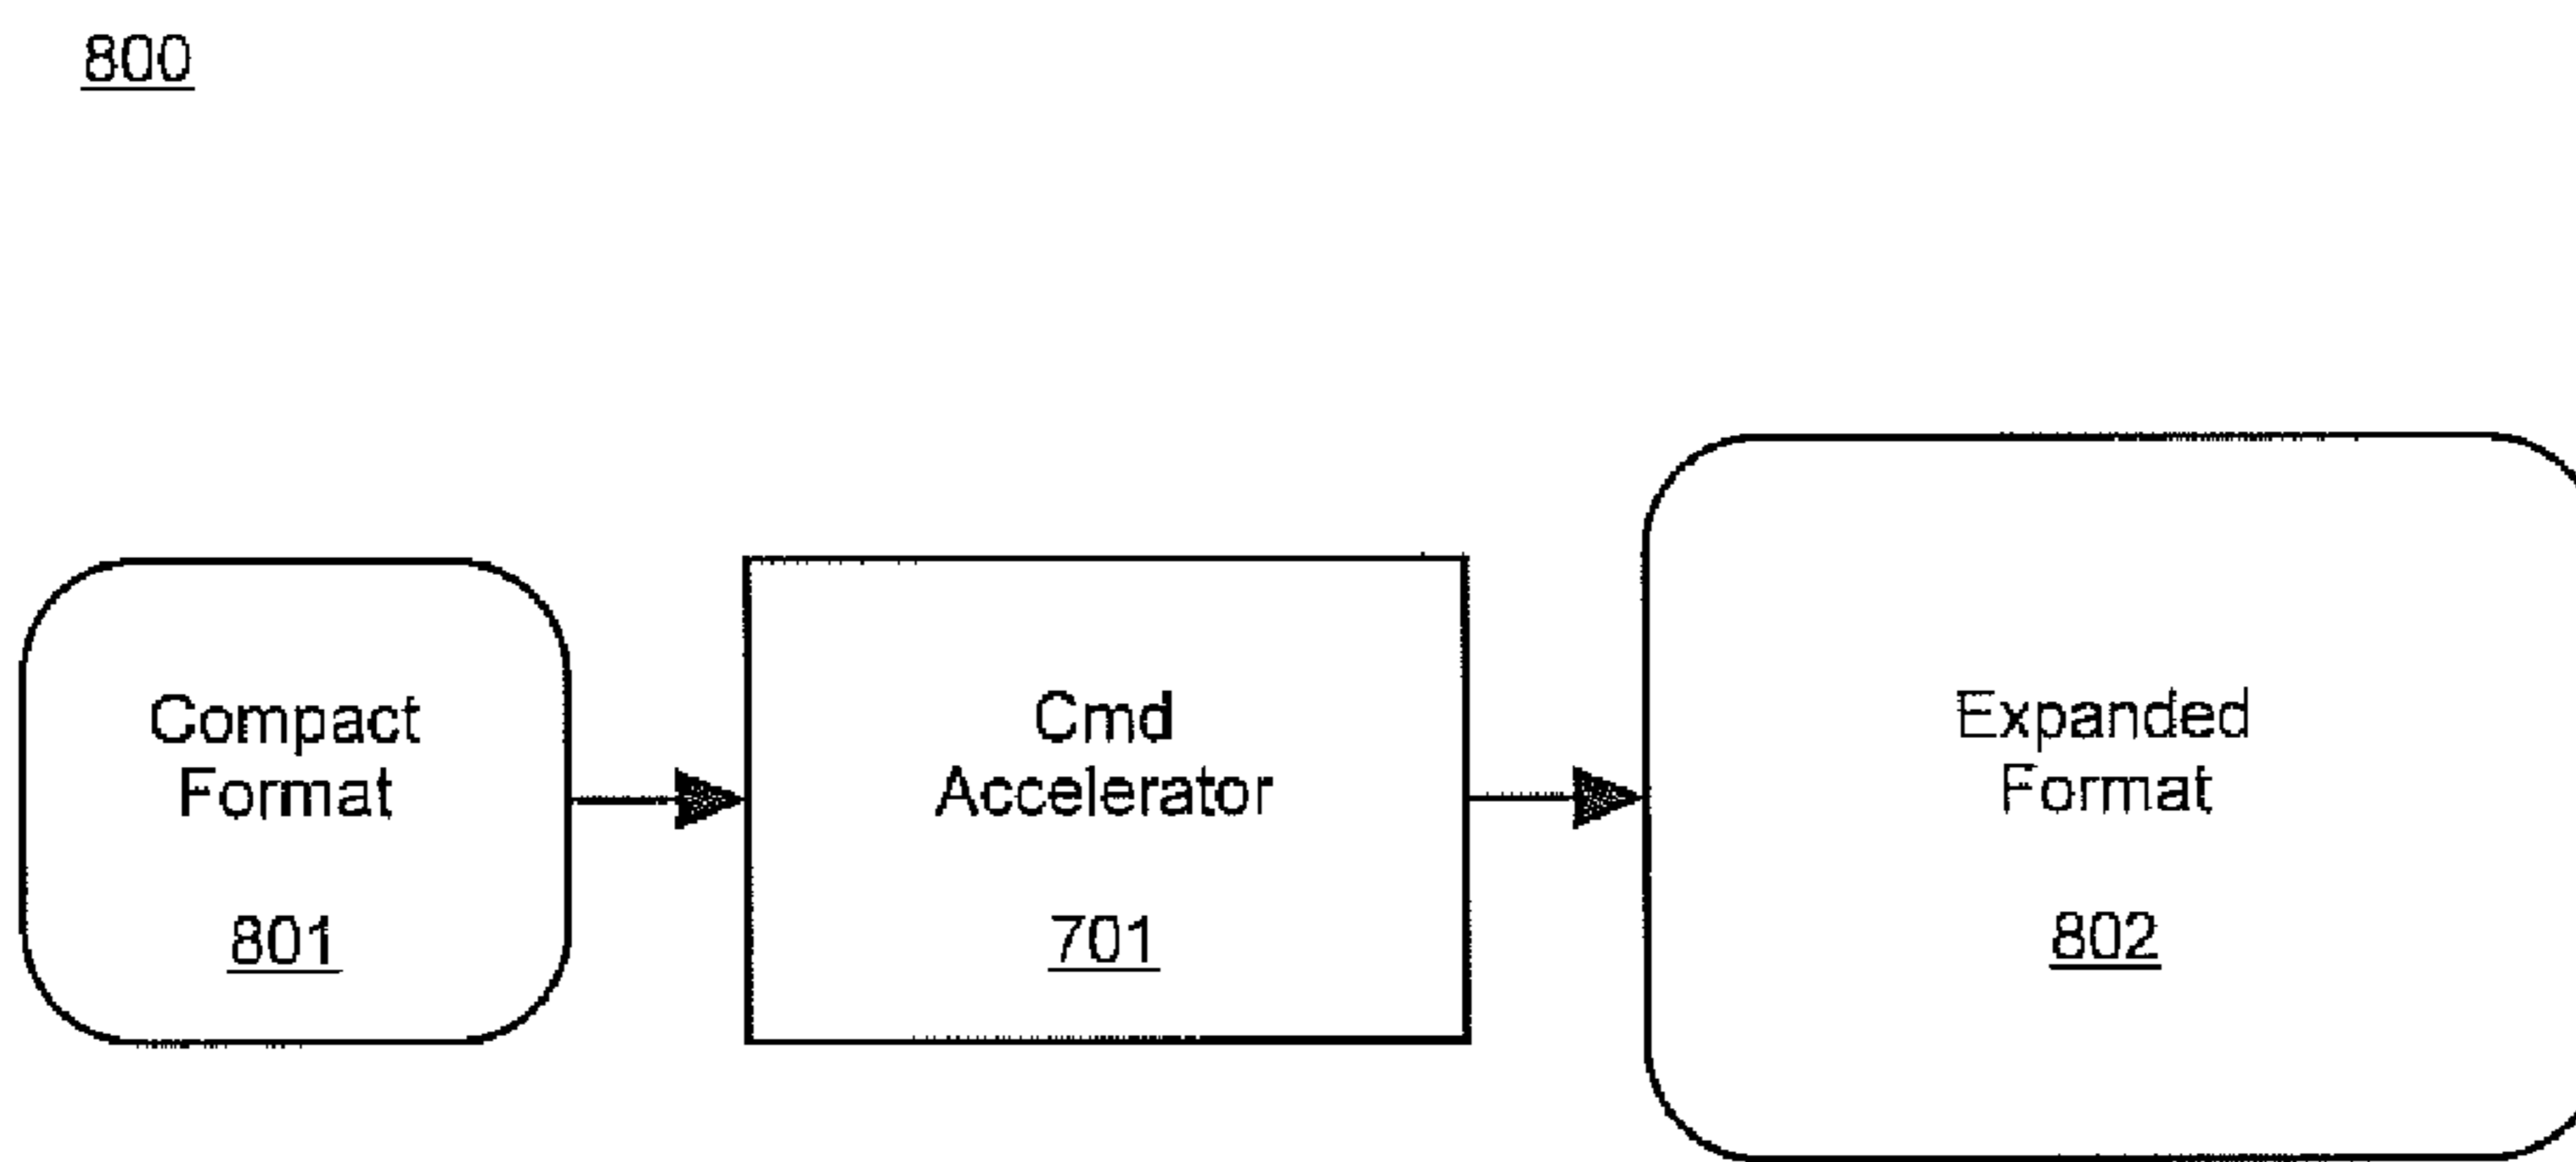 800
Compact
Format
801
Cmd
Accelerator
701
Expanded
Format
802